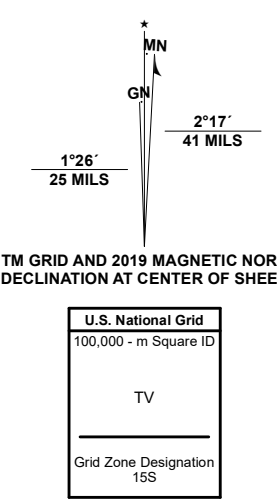 ★
MN
GN
2°17´
41 MILS
1°26´
25 MILS
TM GRID AND 2019 MAGNETIC NOR
DECLINATION AT CENTER OF SHEE
U.S. National Grid
100,000 - m Square ID
TV
Grid Zone Designation
15S